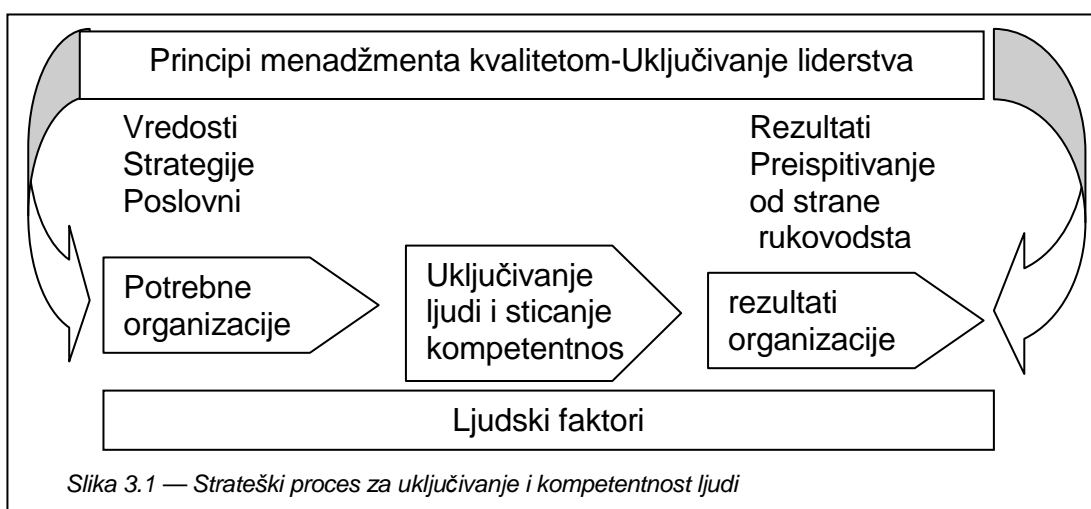 Principi menadžmenta kvalitetom-Uključivanje liderstva
Vredosti
Strategije
Poslovni
Rezultati
Preispitivanje
od strane
rukovodsta
Potrebne
organizacije
Uključivanje
ljudi i sticanje
kompetentnos
rezultati
organizacije
Ljudski faktori
Slika 3.1 — Strateški proces za uključivanje i kompetentnost ljudi